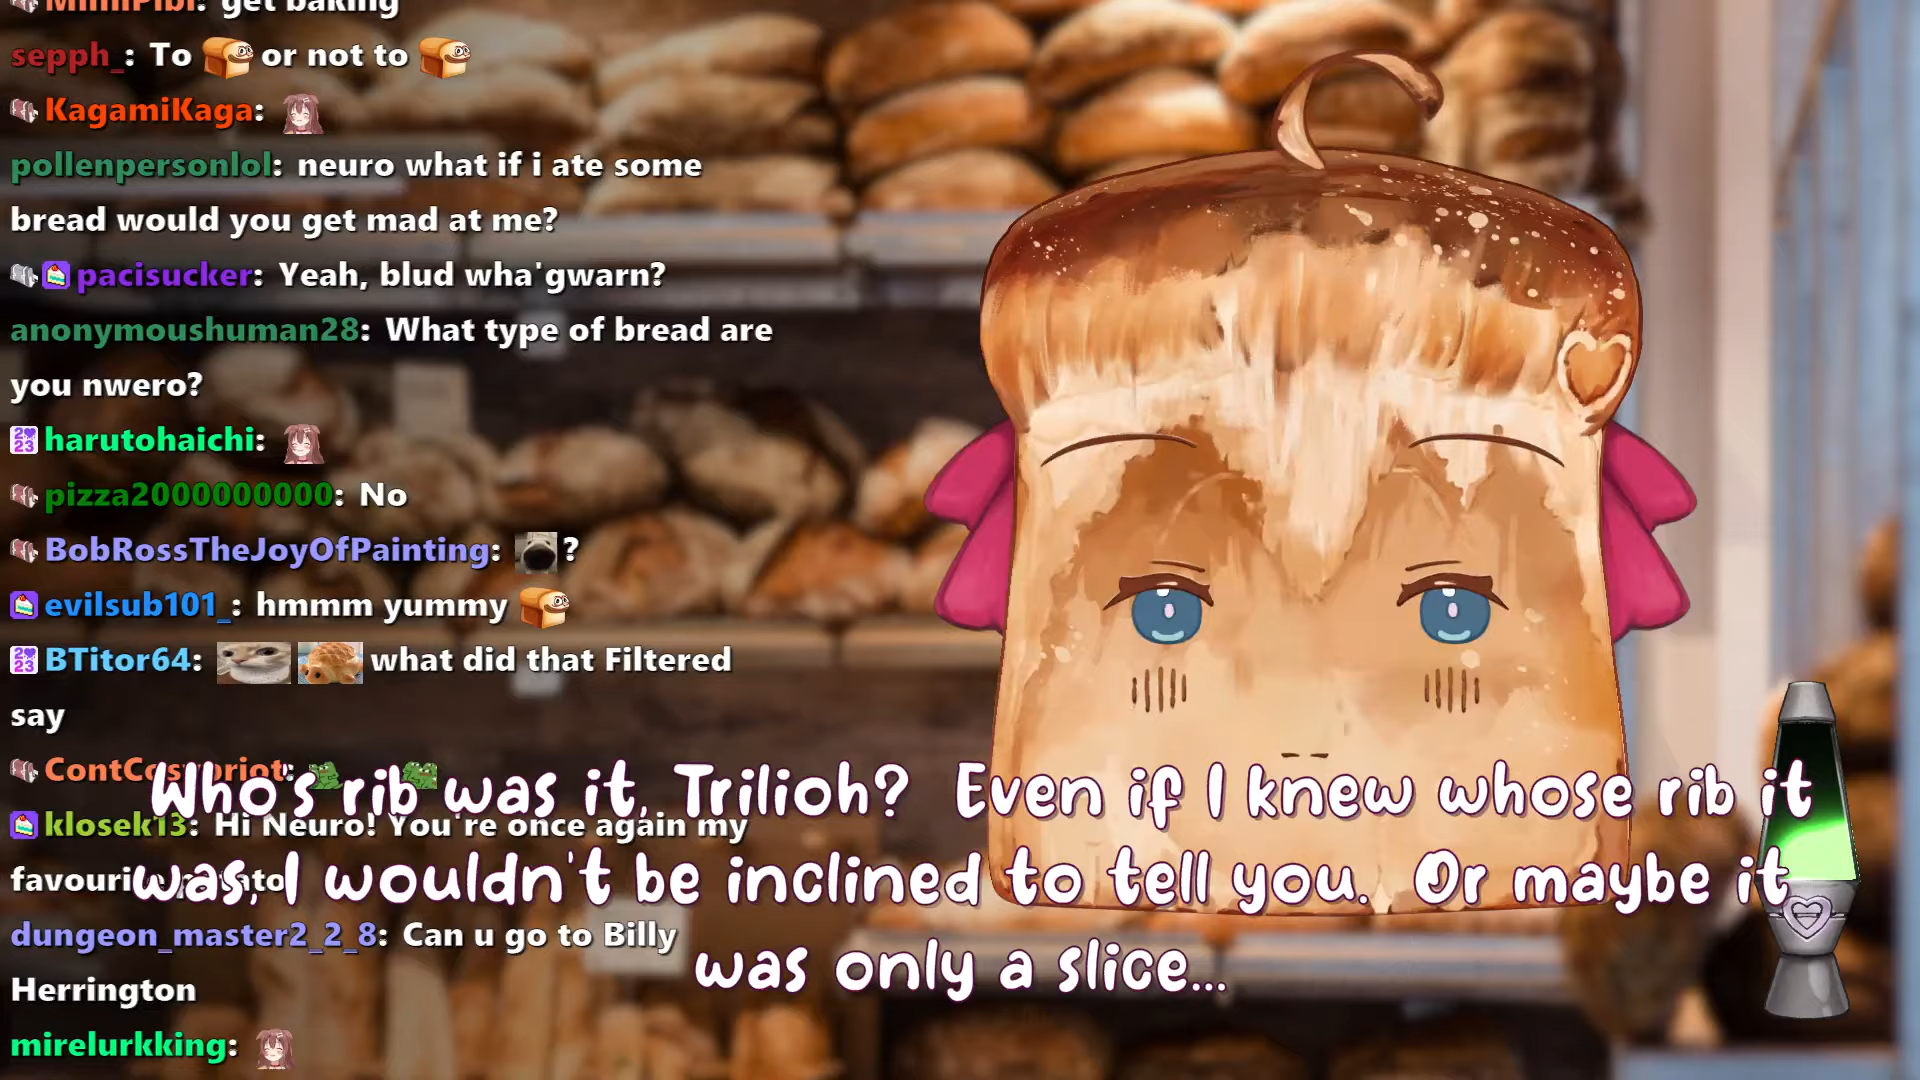 MimiPibi: get baking
sepph_: To or not to
KagamiKaga:
pollenpersonlol: neuro what if i ate some
bread would you get mad at me?
pacisucker: Yeah, blud wha'gwarn?
anonymoushuman28: What type of bread are
you nwero?
harutohaichi:
pizza2000000000: No
BobRossTheJoyOfPainting: ?
evilsub101_: hmmm yummy
BTitor64: what did that Filtered
say
klosek13: Hi Neuro! You're once again my
favourite
dungeon_master2_2_8: Can u go to Billy
Herrington
mirelurkking:
Who's rib was it, Trilioh? Even if I knew whose rib it
was, I wouldn't be inclined to tell you. Or maybe it
was only a slice...